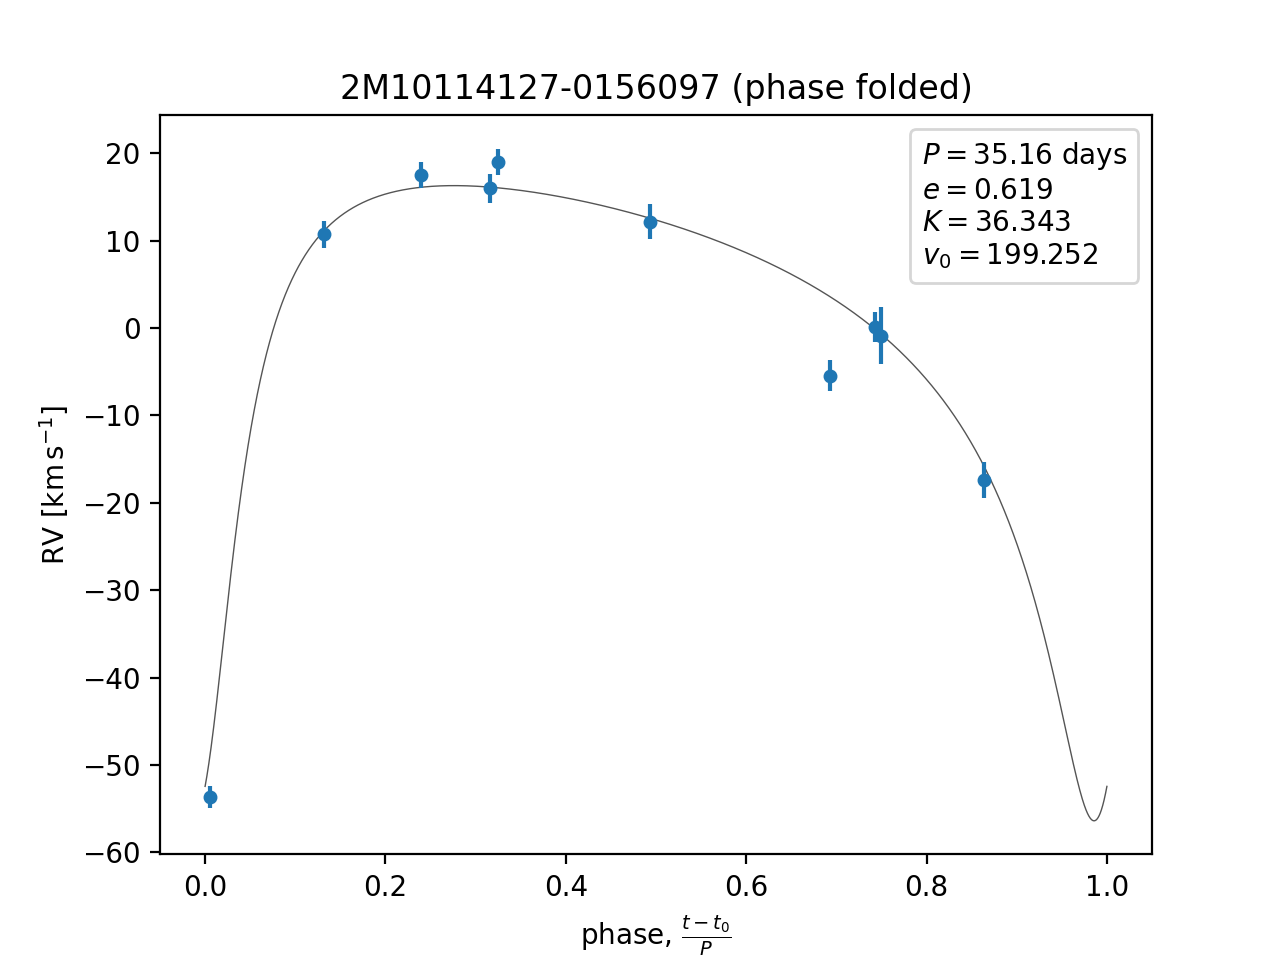 2M10114127-0156097 (phase folded)
P = 35.16 days
e = 0.619
K = 36.343
v₀ = 199.252
20
10
0
−10
−20
−30
−40
−50
−60
RV [km s⁻¹]
0.0 0.2 0.4 0.6 0.8 1.0
phase, (t − t₀)/P